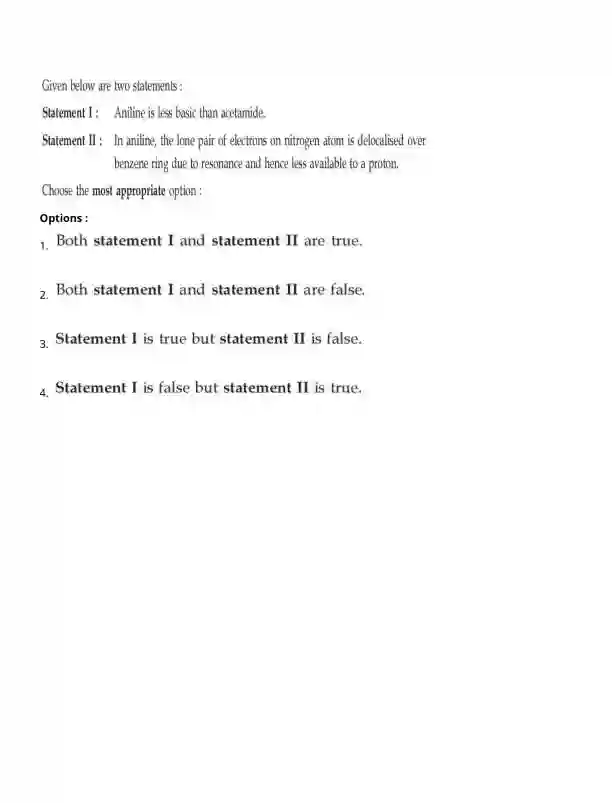 Given below are two statements :
Statement I : Aniline is less basic than acetamide.
Statement II : In aniline, the lone pair of electrons on nitrogen atom is delocalised over
benzene ring due to resonance and hence less available to a proton.
Choose the most appropriate option :
Options :
1. Both statement I and statement II are true.
2. Both statement I and statement II are false.
3. Statement I is true but statement II is false.
4. Statement I is false but statement II is true.